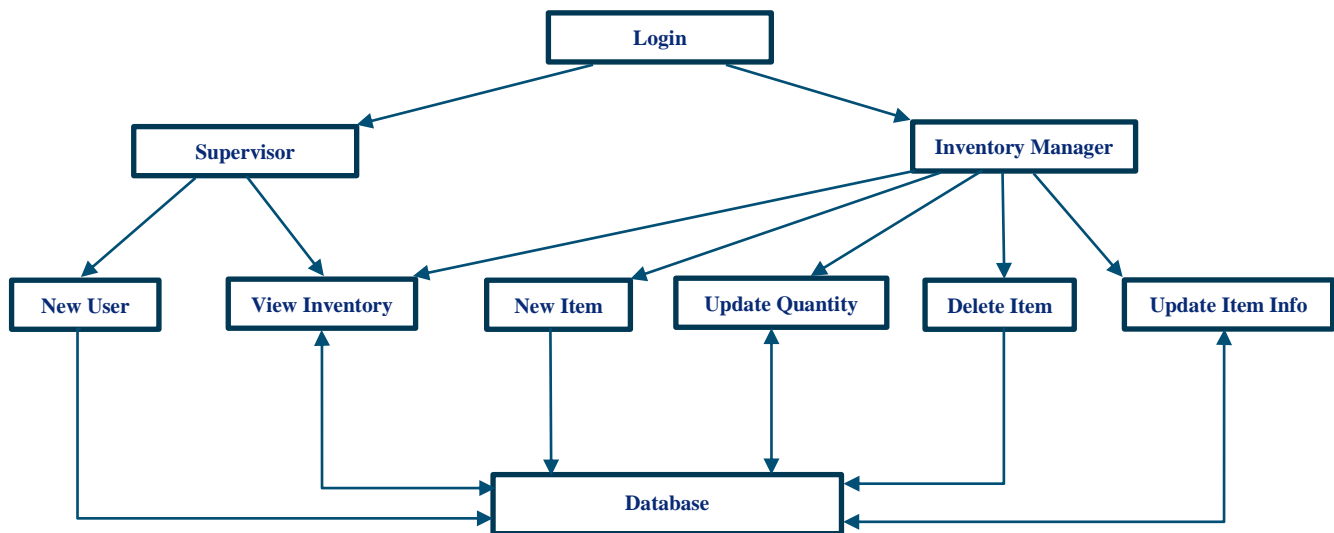 Login
Supervisor
Inventory Manager
New User
View Inventory
New Item
Update Quantity
Delete Item
Update Item Info
Database